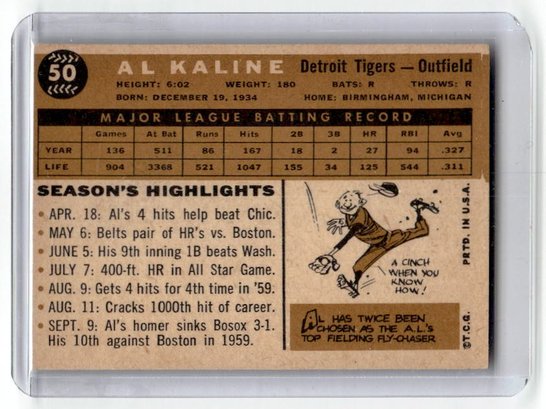 50
AL KALINE Detroit Tigers — Outfield
HEIGHT: 6:02 WEIGHT: 180 BATS: R THROWS: R
BORN: DECEMBER 19, 1934 HOME: BIRMINGHAM, MICHIGAN
MAJOR LEAGUE BATTING RECORD
Games At Bat Runs Hits 2B 3B HR RBI Avg
YEAR 136 511 86 167 18 2 27 94 .327
LIFE 904 3368 521 1047 155 34 125 544 .311
SEASON'S HIGHLIGHTS
• APR. 18: Al's 4 hits help beat Chic.
• MAY 6: Belts pair of HR's vs. Boston.
• JUNE 5: His 9th inning 1B beats Wash.
• JULY 7: 400-ft. HR in All Star Game.
• AUG. 9: Gets 4 hits for 4th time in '59.
• AUG. 11: Cracks 1000th hit of career.
• SEPT. 9: Al's homer sinks Bosox 3-1.
His 10th against Boston in 1959.
A CINCH
WHEN YOU
KNOW
HOW!
AL HAS TWICE BEEN
CHOSEN AS THE A.L.'S
TOP FIELDING FLY-CHASER
©T.C.G. PRTD. IN U.S.A.